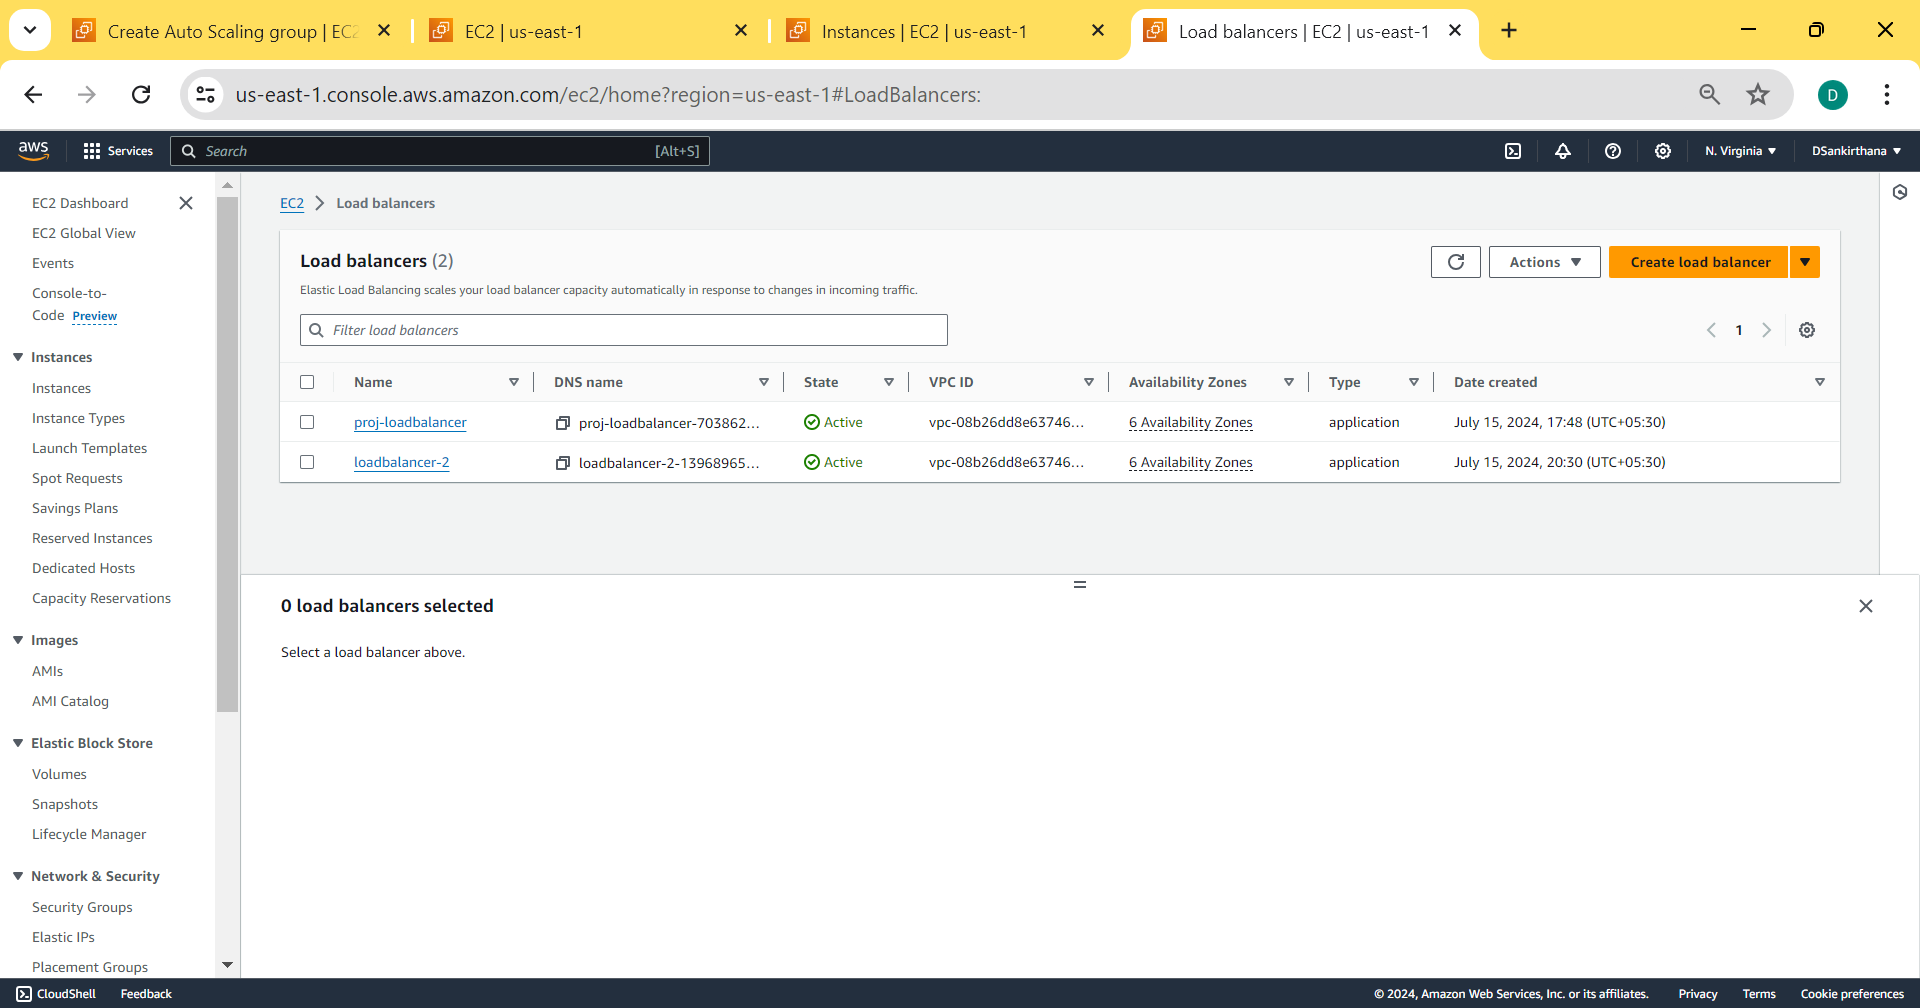 Create Auto Scaling group | EC2
EC2 | us-east-1
Instances | EC2 | us-east-1
Load balancers | EC2 | us-east-1
us-east-1.console.aws.amazon.com/ec2/home?region=us-east-1#LoadBalancers:
D
aws
Services
Search
[Alt+S]
N. Virginia
DSankirthana
EC2 Dashboard
EC2 Global View
Events
Console-to-
Code Preview
Instances
Instances
Instance Types
Launch Templates
Spot Requests
Savings Plans
Reserved Instances
Dedicated Hosts
Capacity Reservations
Images
AMIs
AMI Catalog
Elastic Block Store
Volumes
Snapshots
Lifecycle Manager
Network & Security
Security Groups
Elastic IPs
Placement Groups
EC2 > Load balancers
Load balancers (2)
Actions
Create load balancer
Elastic Load Balancing scales your load balancer capacity automatically in response to changes in incoming traffic.
Filter load balancers
1
Name DNS name State VPC ID Availability Zones Type Date created
proj-loadbalancer proj-loadbalancer-703862... Active vpc-08b26dd8e63746... 6 Availability Zones application July 15, 2024, 17:48 (UTC+05:30)
loadbalancer-2 loadbalancer-2-13968965... Active vpc-08b26dd8e63746... 6 Availability Zones application July 15, 2024, 20:30 (UTC+05:30)
0 load balancers selected
Select a load balancer above.
CloudShell
Feedback
© 2024, Amazon Web Services, Inc. or its affiliates.
Privacy
Terms
Cookie preferences